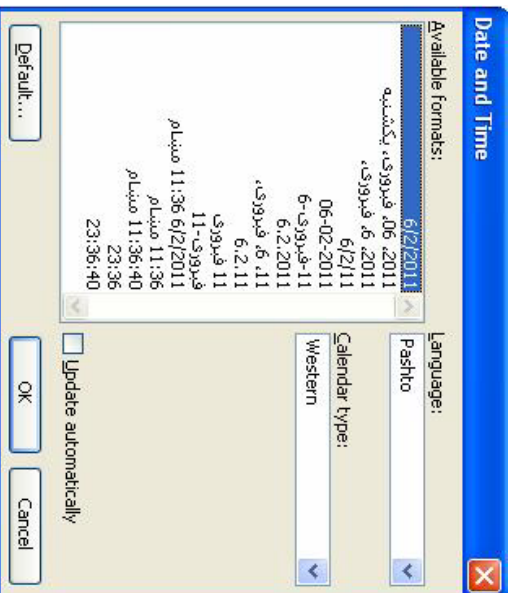 Date and Time
Available formats:
6/2/2011
2011, 06, فبروري, يکشنبه
2011, 6, فبروري,
6/2/11
06-02-2011
11-فبروري-6
6.2.2011
11, 6, فبروري,
6.2.11
11 فبروري
فبروري-11
6/2/2011 11:36 مښام
11:36 مښام
11:36:40 مښام
23:36
23:36:40
Language:
Pashto
Calendar type:
Western
Update automatically
Default...
OK
Cancel